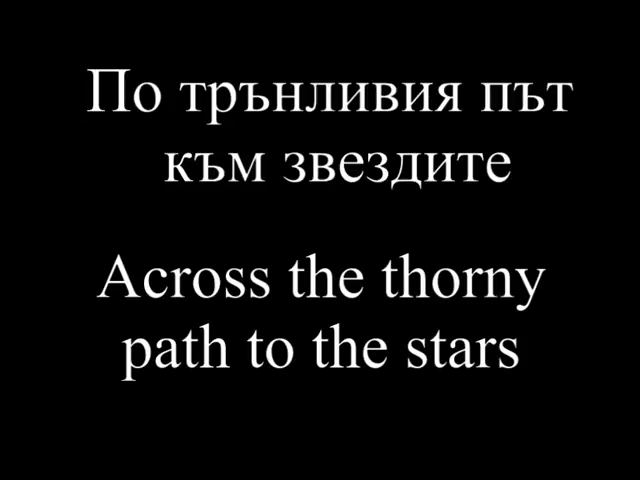 По трънливия път
към звездите
Across the thorny
path to the stars